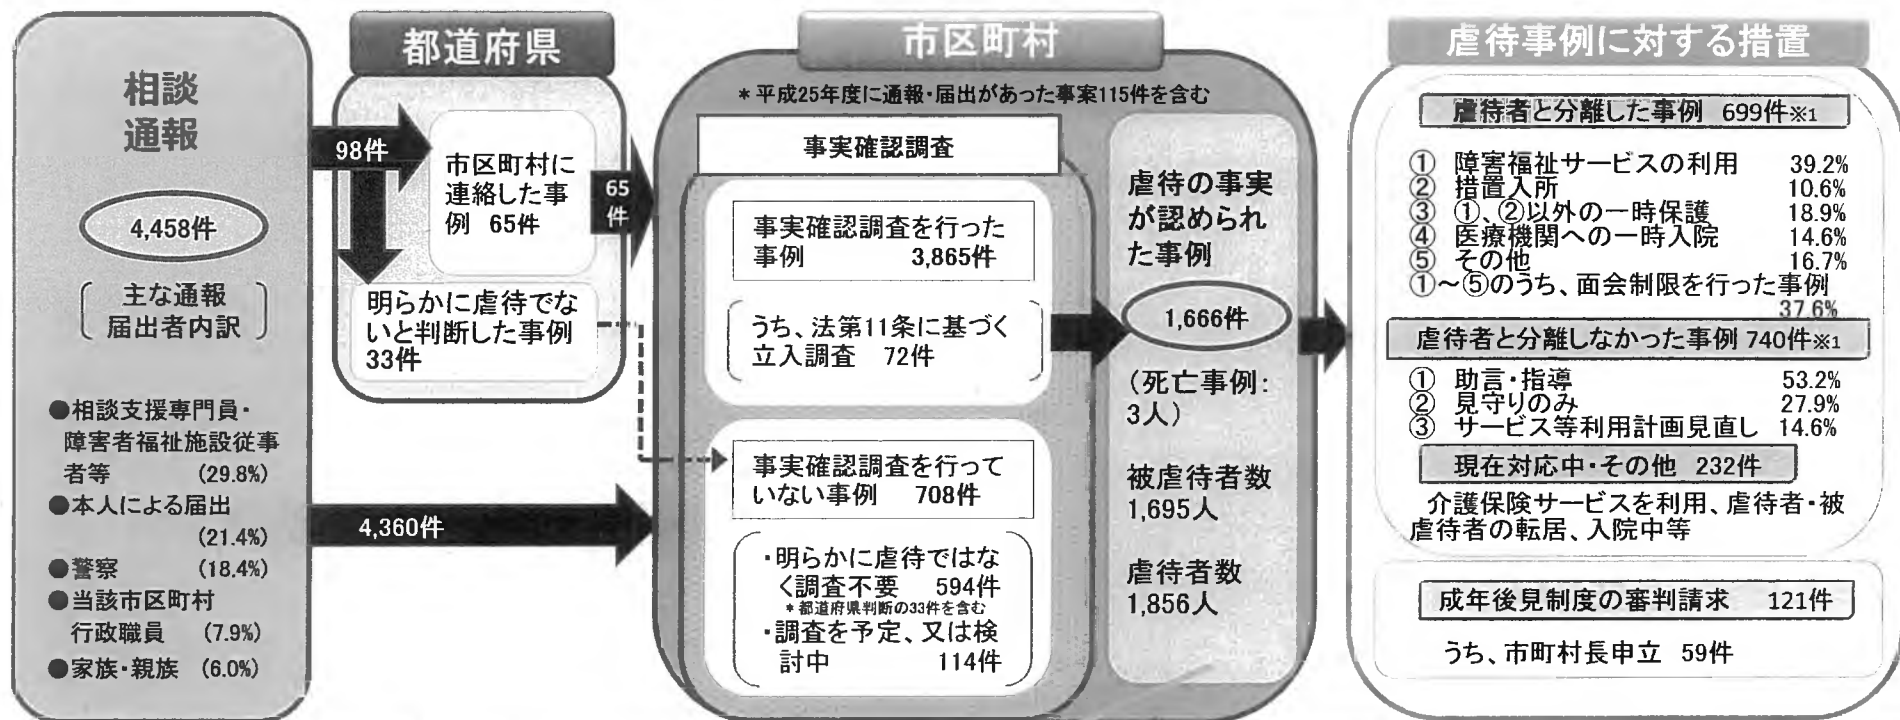 相談
通報
4,458件
主な通報
届出者内訳
●相談支援専門員・
障害者福祉施設従事
者等 (29.8%)
●本人による届出
(21.4%)
●警察 (18.4%)
●当該市区町村
行政職員 (7.9%)
●家族・親族 (6.0%)
都道府県
98件
市区町村に
連絡した事
例 65件
65
件
明らかに虐待でな
いと判断した事例
33件
4,360件
市区町村
*平成25年度に通報・届出があった事案115件を含む
事実確認調査
事実確認調査を行った
事例 3,865件
うち、法第11条に基づく
立入調査 72件
事実確認調査を行って
いない事例 708件
・明らかに虐待ではな
く調査不要 594件
*都道府県判断の33件を含む
・調査を予定、又は検
討中 114件
虐待の事実
が認められ
た事例
1,666件
(死亡事例:
3人)
被虐待者数
1,695人
虐待者数
1,856人
虐待事例に対する措置
虐待者と分離した事例 699件※1
① 障害福祉サービスの利用 39.2%
② 措置入所 10.6%
③ ①、②以外の一時保護 18.9%
④ 医療機関への一時入院 14.6%
⑤ その他 16.7%
①～⑤のうち、面会制限を行った事例
37.6%
虐待者と分離しなかった事例 740件※1
① 助言・指導 53.2%
② 見守りのみ 27.9%
③ サービス等利用計画見直し 14.6%
現在対応中・その他 232件
介護保険サービスを利用、虐待者・被
虐待者の転居、入院中等
成年後見制度の審判請求 121件
うち、市町村長申立 59件